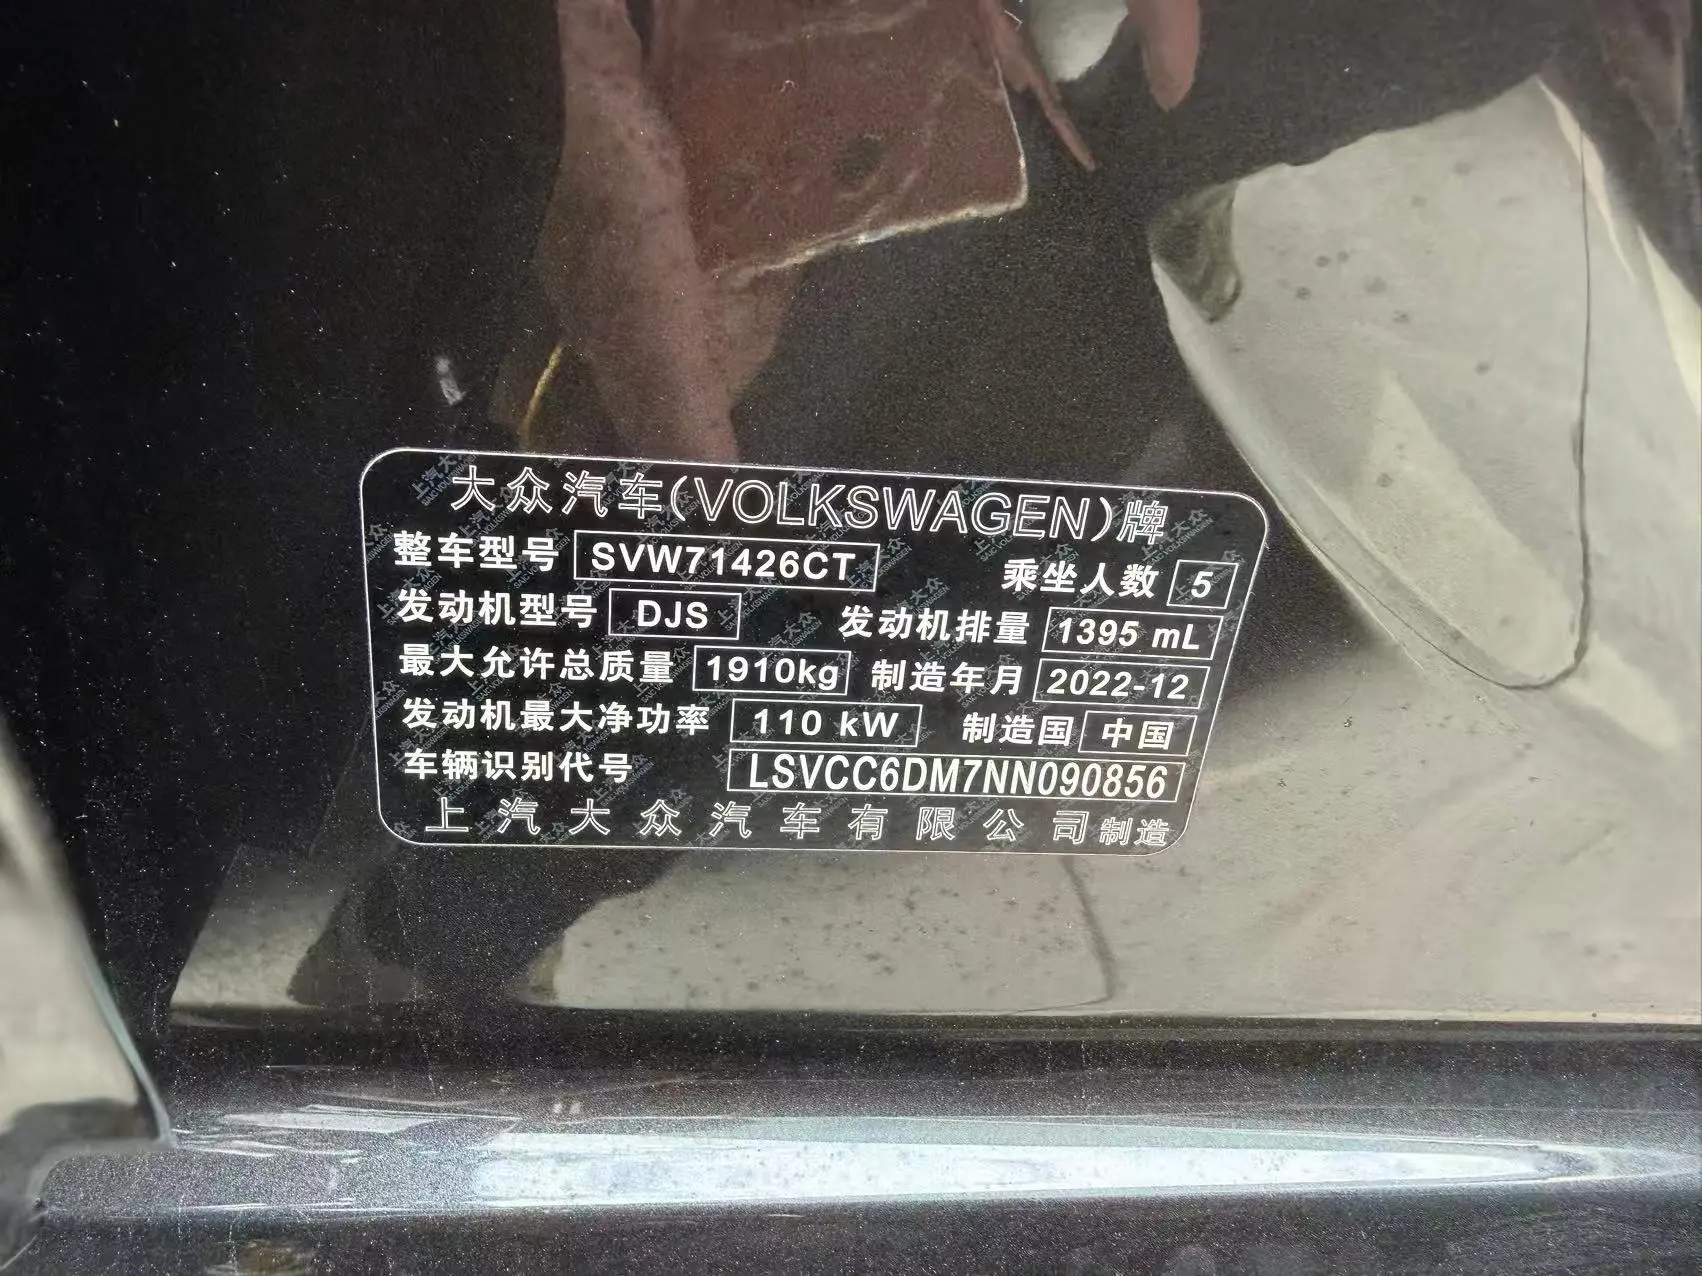 大众汽车(VOLKSWAGEN)牌
整车型号 SVW71426CT 乘坐人数 5
发动机型号 DJS 发动机排量 1395 mL
最大允许总质量 1910kg 制造年月 2022-12
发动机最大净功率 110 kW 制造国 中国
车辆识别代号 LSVCC6DM7NN090856
上汽大众汽车有限公司制造